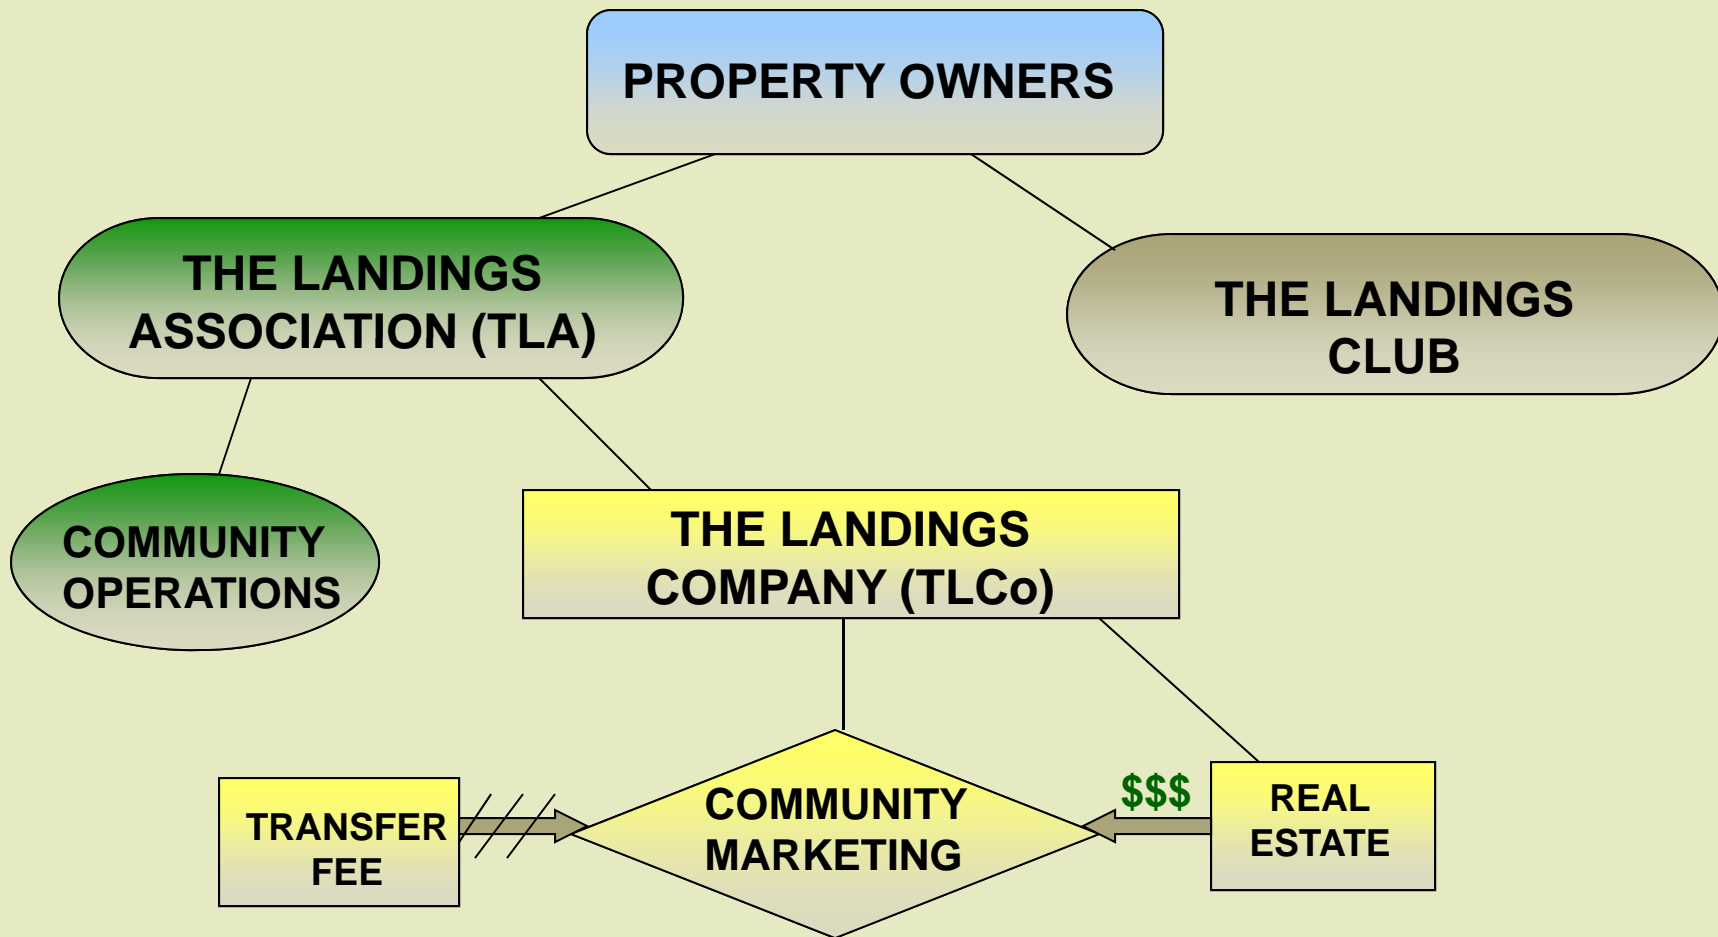 PROPERTY OWNERS
THE LANDINGS
ASSOCIATION (TLA)
THE LANDINGS
CLUB
COMMUNITY
OPERATIONS
THE LANDINGS
COMPANY (TLCo)
TRANSFER
FEE
COMMUNITY
MARKETING
$$$
REAL
ESTATE